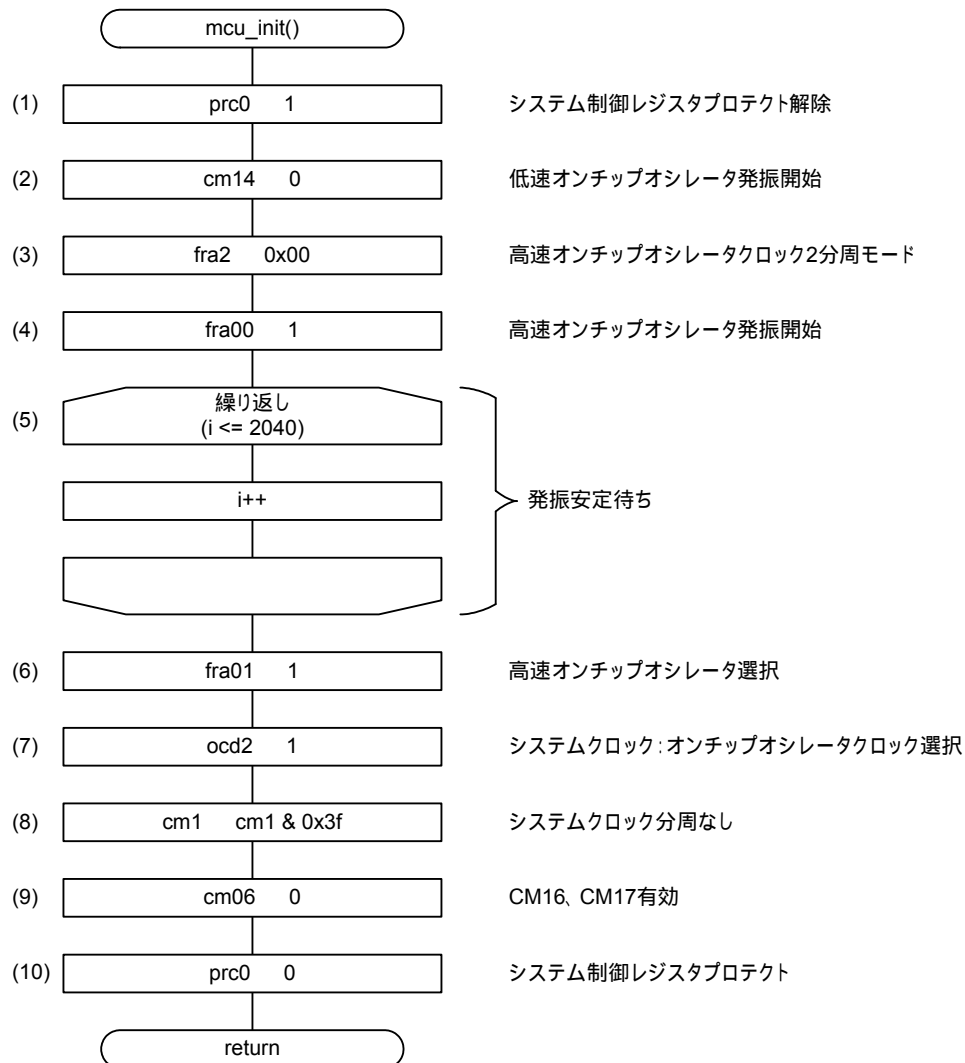 mcu_init()
(1) prc0 1 システム制御レジスタプロテクト解除
(2) cm14 0 低速オンチップオシレータ発振開始
(3) fra2 0x00 高速オンチップオシレータクロック2分周モード
(4) fra00 1 高速オンチップオシレータ発振開始
(5) 繰り返し
(i <= 2040)
i++
発振安定待ち
(6) fra01 1 高速オンチップオシレータ選択
(7) ocd2 1 システムクロック:オンチップオシレータクロック選択
(8) cm1 cm1 & 0x3f システムクロック分周なし
(9) cm06 0 CM16、CM17有効
(10) prc0 0 システム制御レジスタプロテクト
return